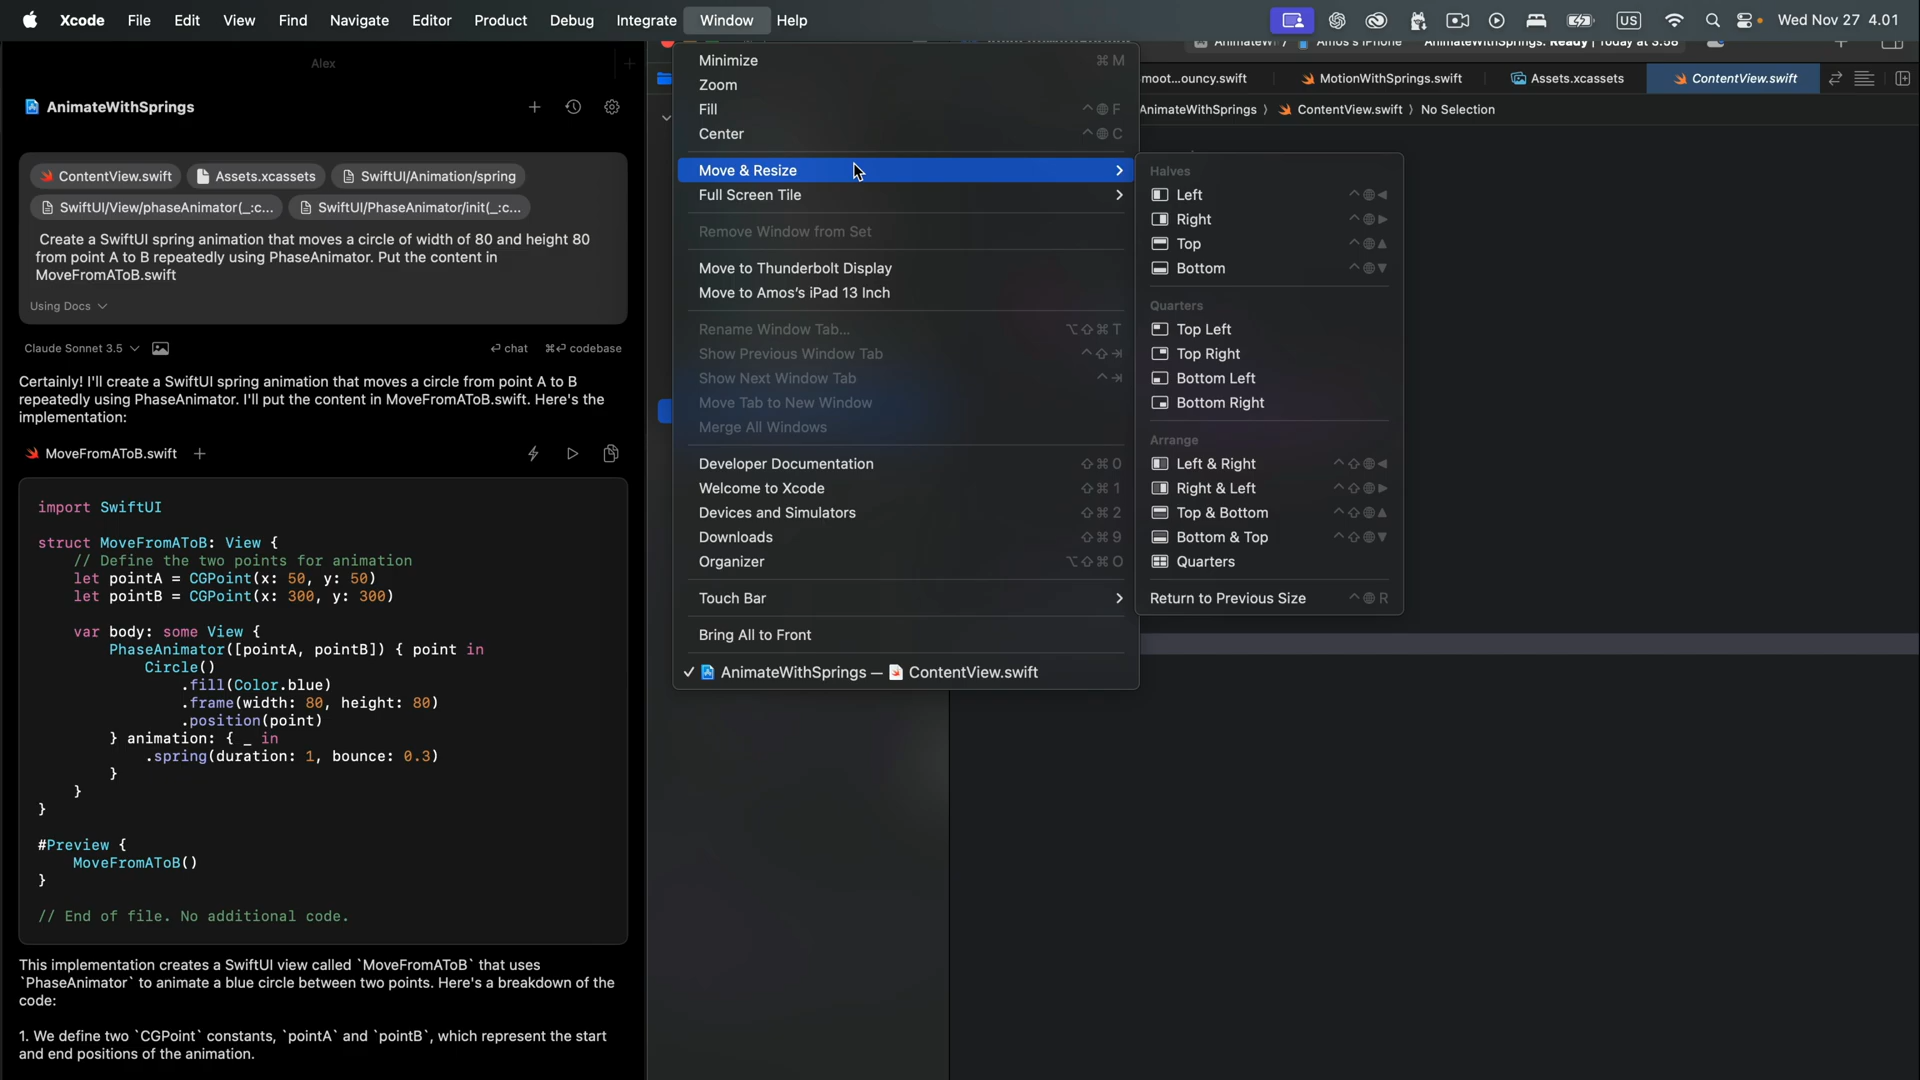 Xcode File Edit View Find Navigate Editor Product Debug Integrate Window Help
US Wed Nov 27 4.01
Alex
AnimateWithSprings
ContentView.swift Assets.xcassets SwiftUI/Animation/spring
SwiftUI/View/phaseAnimator(_:c... SwiftUI/PhaseAnimator/init(_:c...
Create a SwiftUI spring animation that moves a circle of width of 80 and height 80
from point A to B repeatedly using PhaseAnimator. Put the content in
MoveFromAToB.swift
Using Docs
Claude Sonnet 3.5
⏎ chat ⌘⏎ codebase
Certainly! I'll create a SwiftUI spring animation that moves a circle from point A to B
repeatedly using PhaseAnimator. I'll put the content in MoveFromAToB.swift. Here's the
implementation:
MoveFromAToB.swift
import SwiftUI
struct MoveFromAToB: View {
// Define the two points for animation
let pointA = CGPoint(x: 50, y: 50)
let pointB = CGPoint(x: 300, y: 300)
var body: some View {
PhaseAnimator([pointA, pointB]) { point in
Circle()
.fill(Color.blue)
.frame(width: 80, height: 80)
.position(point)
} animation: { _ in
.spring(duration: 1, bounce: 0.3)
}
}
}
#Preview {
MoveFromAToB()
}
// End of file. No additional code.
This implementation creates a SwiftUI view called `MoveFromAToB` that uses
`PhaseAnimator` to animate a blue circle between two points. Here's a breakdown of the
code:
1. We define two `CGPoint` constants, `pointA` and `pointB`, which represent the start
and end positions of the animation.
Minimize ⌘ M
Zoom
Fill ⌃ 🌐 F
Center ⌃ 🌐 C
Move & Resize
Full Screen Tile
Remove Window from Set
Move to Thunderbolt Display
Move to Amos's iPad 13 Inch
Rename Window Tab... ⌥⇧⌘ T
Show Previous Window Tab ⌃⇧⇥
Show Next Window Tab ⌃⇥
Move Tab to New Window
Merge All Windows
Developer Documentation ⇧⌘ 0
Welcome to Xcode ⇧⌘ 1
Devices and Simulators ⇧⌘ 2
Downloads ⇧⌘ 9
Organizer ⌥⇧⌘ O
Touch Bar
Bring All to Front
✓ AnimateWithSprings — ContentView.swift
Halves
Left ⌃🌐◀
Right ⌃🌐▶
Top ⌃🌐▲
Bottom ⌃🌐▼
Quarters
Top Left
Top Right
Bottom Left
Bottom Right
Arrange
Left & Right ⌃⇧🌐◀
Right & Left ⌃⇧🌐▶
Top & Bottom ⌃⇧🌐▲
Bottom & Top ⌃⇧🌐▼
Quarters
Return to Previous Size ⌃🌐 R
Amos's iPhone AnimateWithSprings: Ready | Today at 3:58
moot...ouncy.swift MotionWithSprings.swift Assets.xcassets ContentView.swift
AnimateWithSprings 〉 ContentView.swift 〉 No Selection